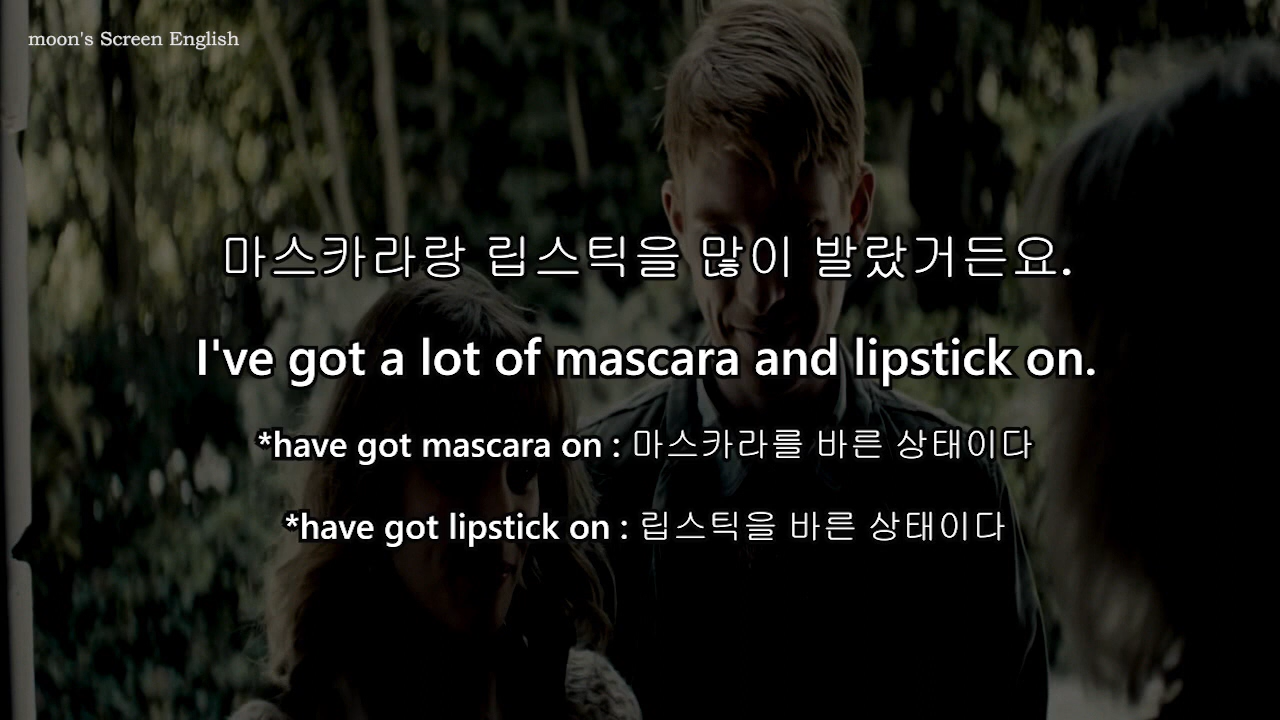 moon's Screen English
마스카라랑 립스틱을 많이 발랐거든요.
I've got a lot of mascara and lipstick on.
*have got mascara on : 마스카라를 바른 상태이다
*have got lipstick on : 립스틱을 바른 상태이다